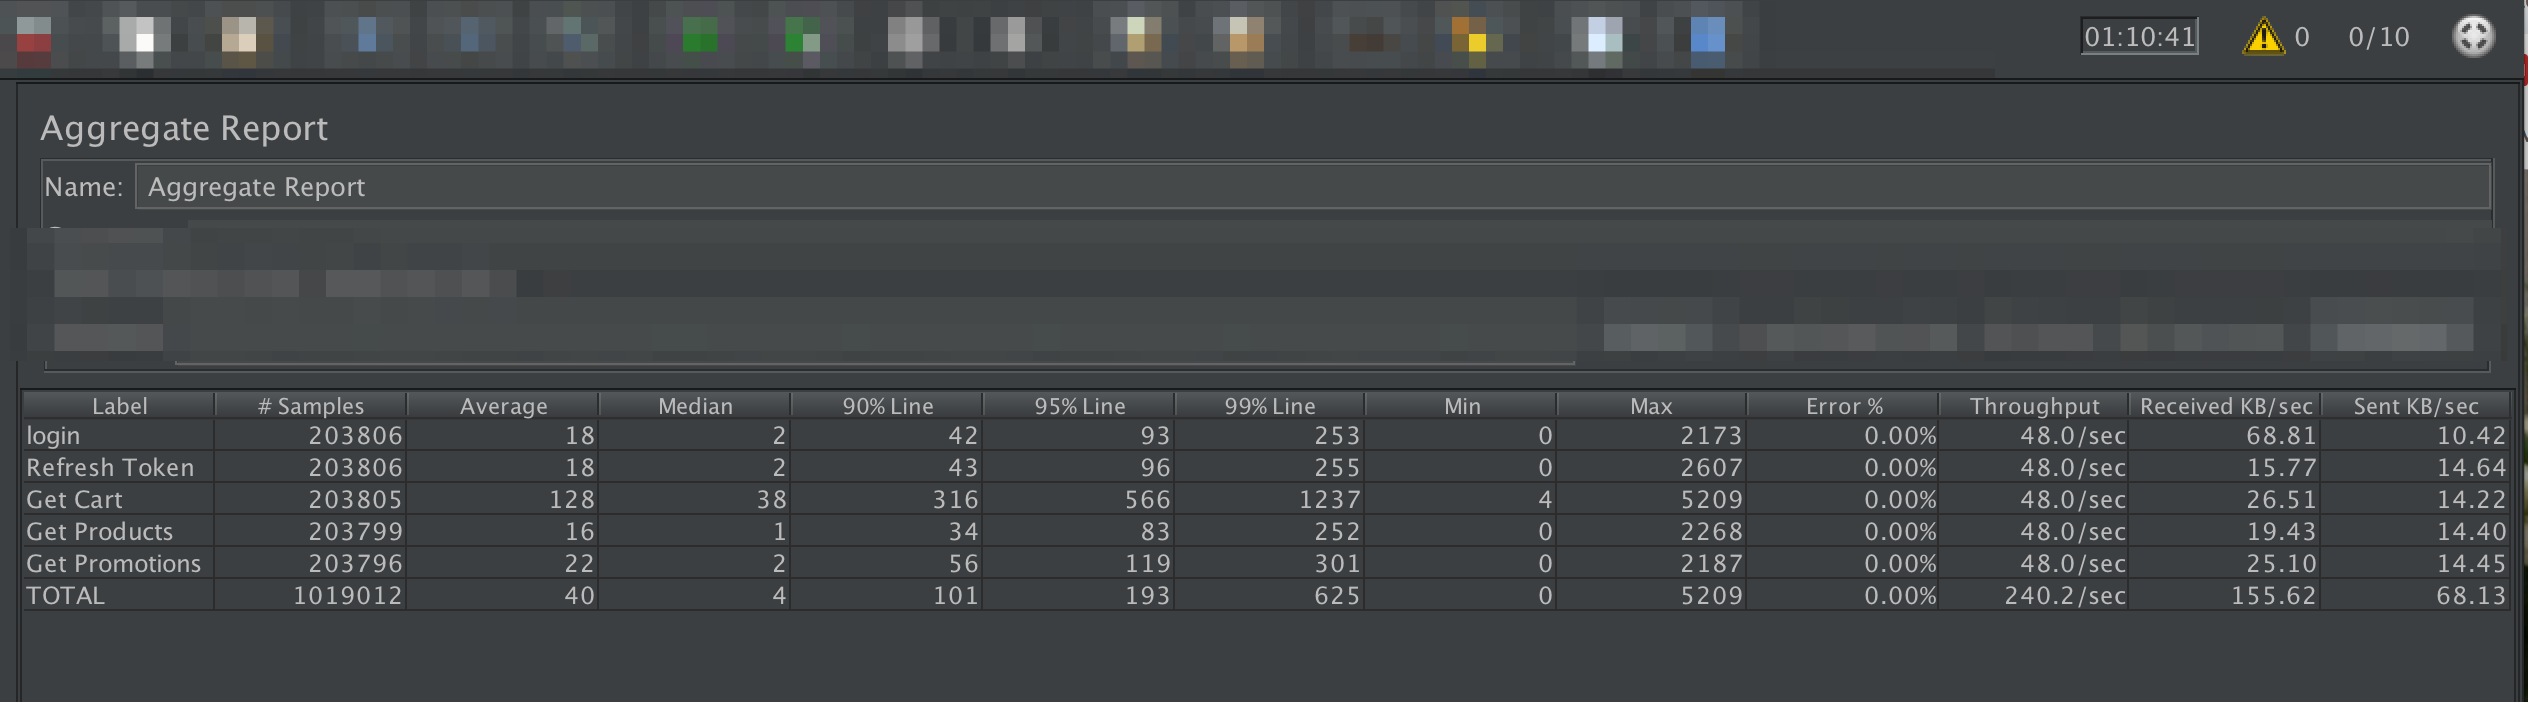 01:10:41 0 0/10
Aggregate Report
Name: Aggregate Report
Label # Samples Average Median 90% Line 95% Line 99% Line Min Max Error % Throughput Received KB/sec Sent KB/sec
login 203806 18 2 42 93 253 0 2173 0.00% 48.0/sec 68.81 10.42
Refresh Token 203806 18 2 43 96 255 0 2607 0.00% 48.0/sec 15.77 14.64
Get Cart 203805 128 38 316 566 1237 4 5209 0.00% 48.0/sec 26.51 14.22
Get Products 203799 16 1 34 83 252 0 2268 0.00% 48.0/sec 19.43 14.40
Get Promotions 203796 22 2 56 119 301 0 2187 0.00% 48.0/sec 25.10 14.45
TOTAL 1019012 40 4 101 193 625 0 5209 0.00% 240.2/sec 155.62 68.13